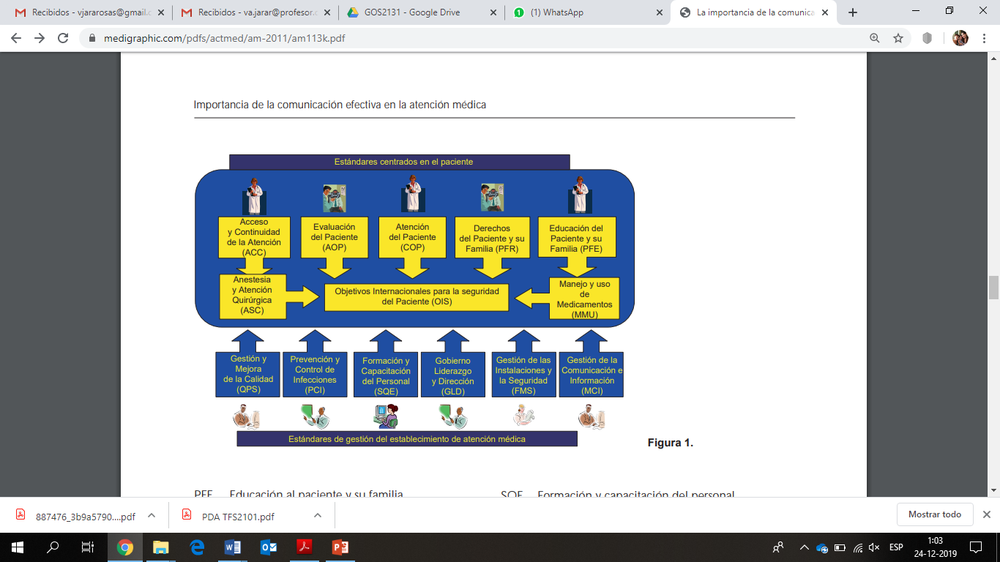 Recibidos - vjararosas@gmail.c
Recibidos - va.jarar@profesor.c
GOS2131 - Google Drive
(1) WhatsApp
La importancia de la comunica
medigraphic.com/pdfs/actmed/am-2011/am113k.pdf
Importancia de la comunicación efectiva en la atención médica
Estándares centrados en el paciente
Acceso
y Continuidad
de la Atención
(ACC)
Evaluación
del Paciente
(AOP)
Atención
del Paciente
(COP)
Derechos
del Paciente y su
Familia (PFR)
Educación del
Paciente y su
Familia (PFE)
Anestesia
y Atención
Quirúrgica
(ASC)
Objetivos Internacionales para la seguridad
del Paciente (OIS)
Manejo y uso
de
Medicamentos
(MMU)
Gestión y
Mejora
de la Calidad
(QPS)
Prevención y
Control de
Infecciones
(PCI)
Formación y
Capacitación
del Personal
(SQE)
Gobierno
Liderazgo
y Dirección
(GLD)
Gestión de las
Instalaciones y
la Seguridad
(FMS)
Gestión de la
Comunicación e
Información
(MCI)
Estándares de gestión del establecimiento de atención médica
Figura 1.
PFE Educación al paciente y su familia
SQE Formación y capacitación del personal
887476_3b9a5790....pdf
PDA TFS2101.pdf
Mostrar todo
ESP
1:03
24-12-2019